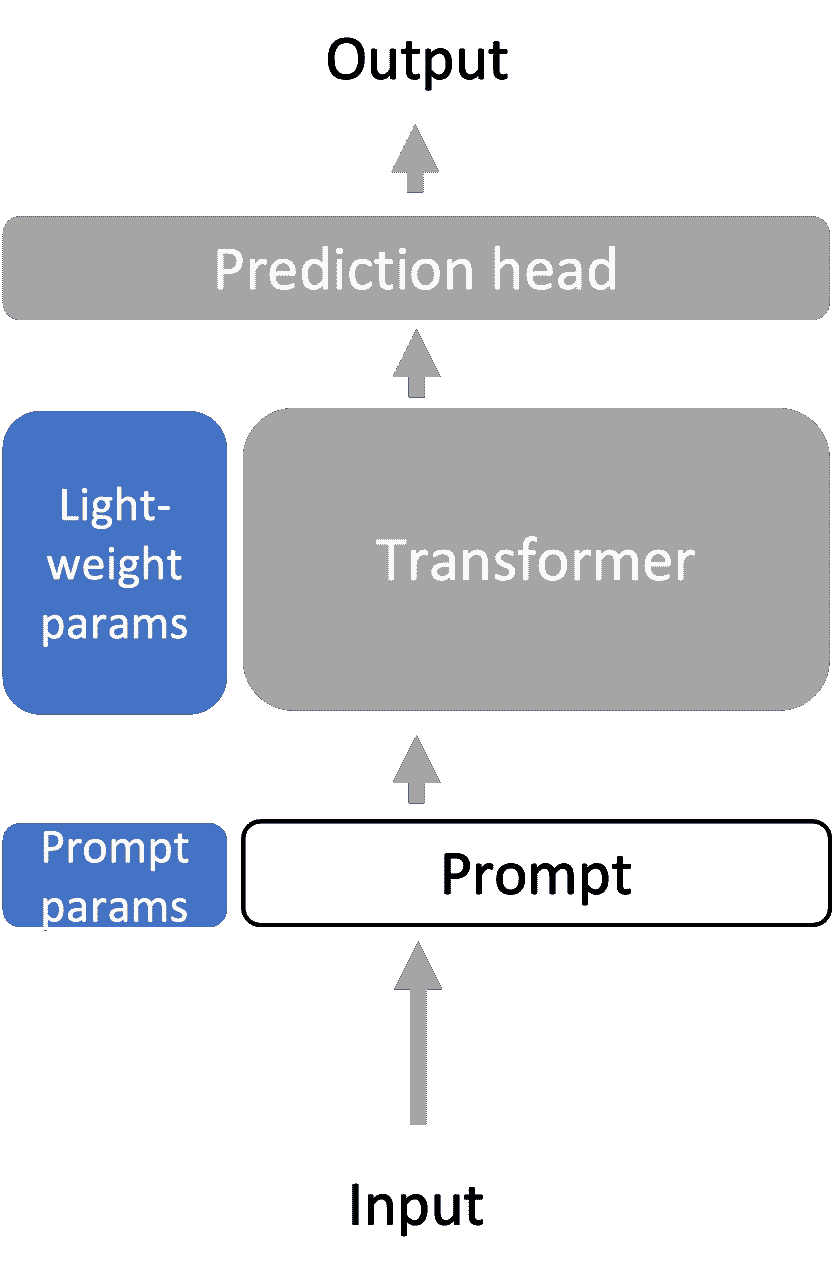 Output
Prediction head
Light-
weight
params
Transformer
Prompt
params
Prompt
Input